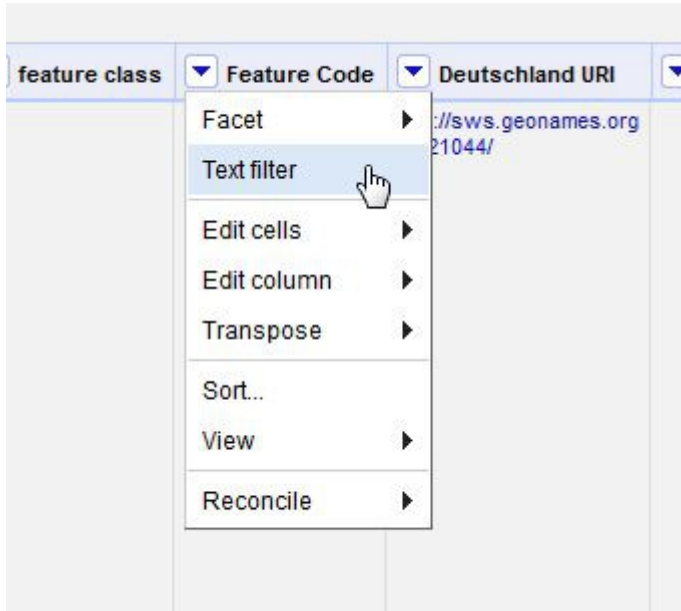 feature class Feature Code Deutschland URI
Facet
://sws.geonames.org
21044/
Text filter
Edit cells
Edit column
Transpose
Sort...
View
Reconcile